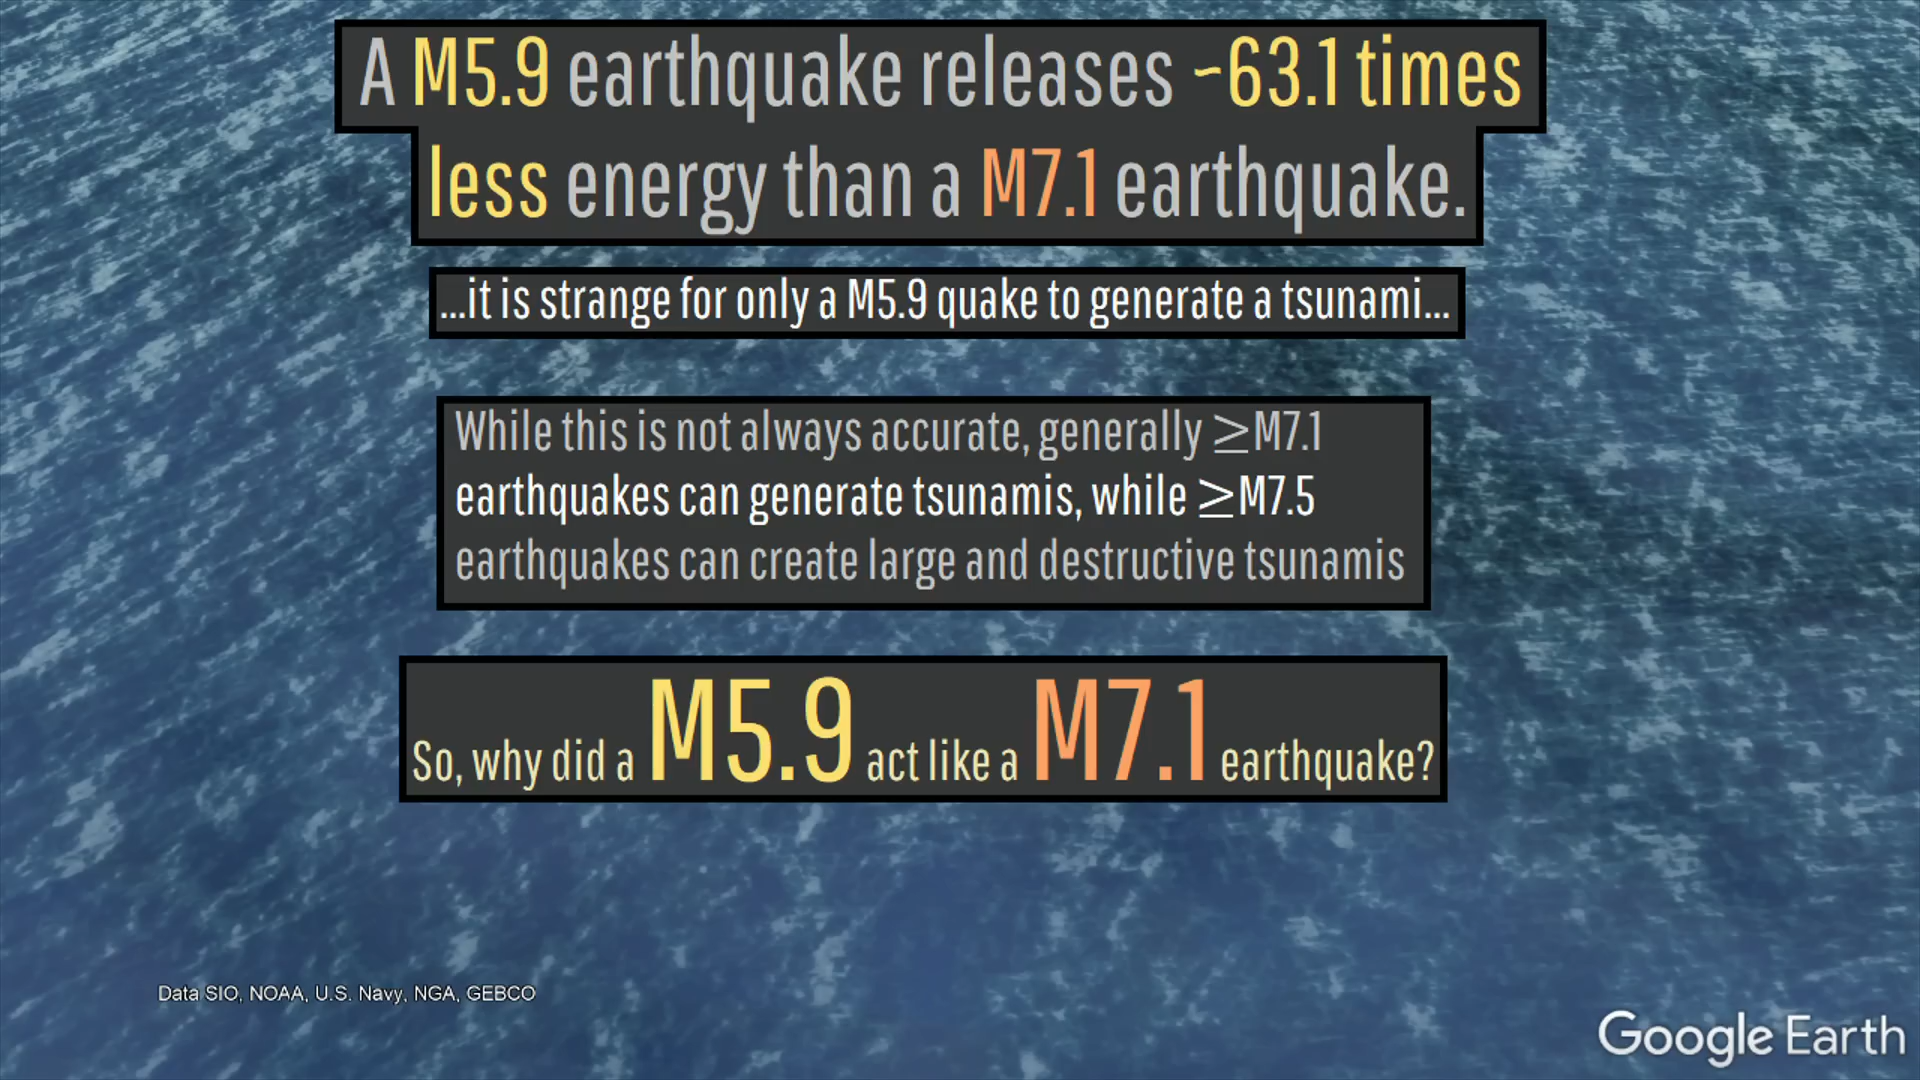 A M5.9 earthquake releases ~63.1 times
less energy than a M7.1 earthquake.
...it is strange for only a M5.9 quake to generate a tsunami...
While this is not always accurate, generally ≥M7.1
earthquakes can generate tsunamis, while ≥M7.5
earthquakes can create large and destructive tsunamis
So, why did a M5.9 act like a M7.1 earthquake?
Data SIO, NOAA, U.S. Navy, NGA, GEBCO
Google Earth